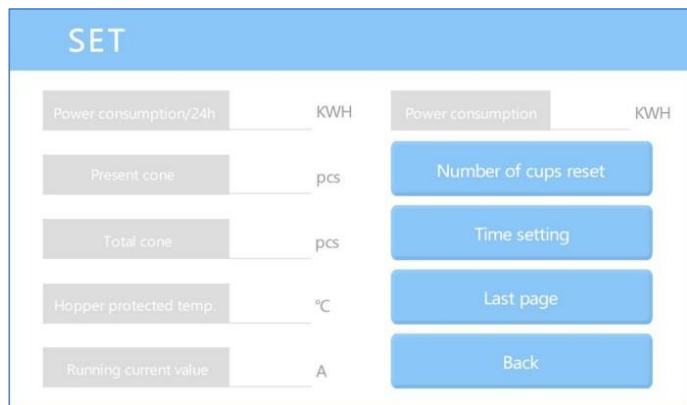 SET
Power consumption/24h KWH
Power consumption KWH
Present cone pcs
Number of cups reset
Total cone pcs
Time setting
Hopper protected temp. °C
Last page
Running current value A
Back